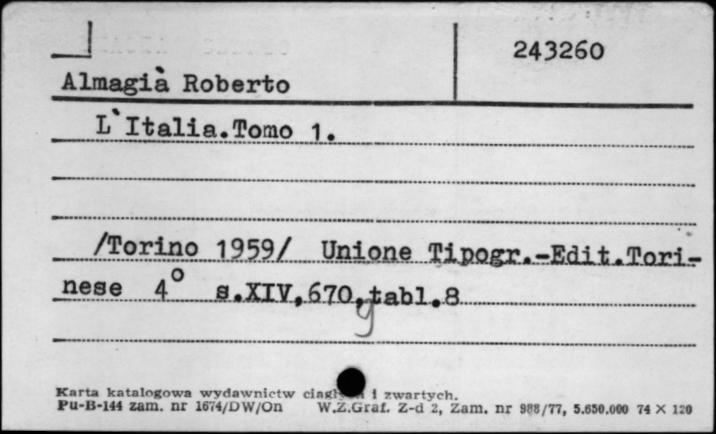 243260
Almagià Roberto
L`Italia.Tomo 1.
/Torino 1959/ Unione Tipogr.-Edit.Tori-
nese 4° s.XIV,670,tabl.8
g
Karta katalogowa wydawnictw i zwartych.
Pu-B-144 zam. nr 1674/DW/On W.Z.Graf. Z-d 2, Zam. nr 988/77, 5.650.000 74 × 120